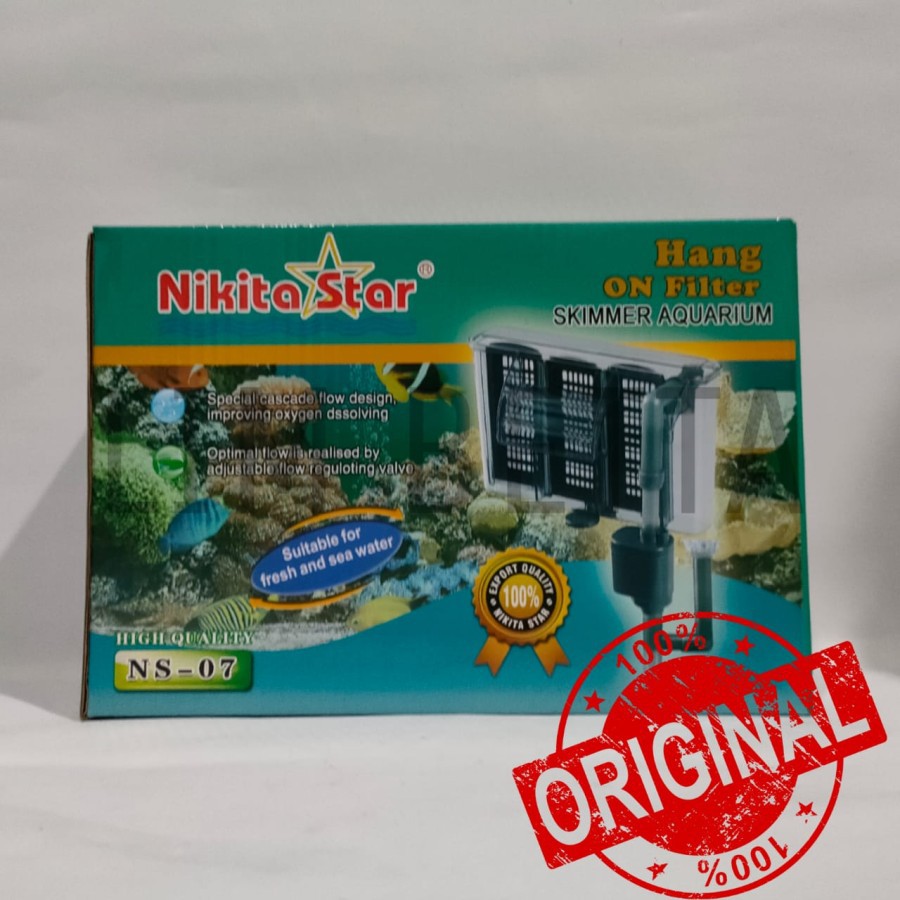 Nikita Star ®
Hang
ON Filter
SKIMMER AQUARIUM
Special cascade flow design,
improving oxygen dssolving
Optimal flow is realised by
adjustable flow reguloting valve
Suitable for
fresh and sea water
EXPORT QUALITY
100%
NIKITA STAR
HIGH QUALITY
NS-07
100%
ORIGINAL
100%